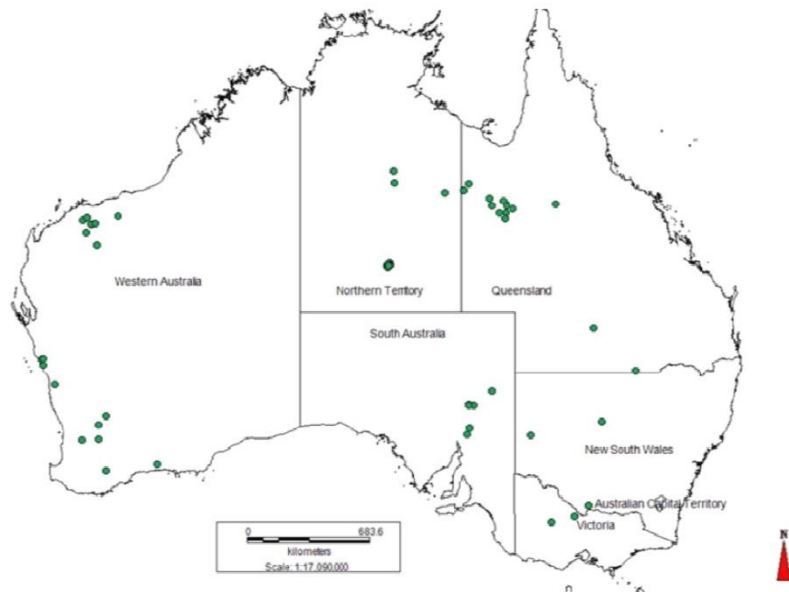 Western Australia
Northern Territory
Queensland
South Australia
New South Wales
Australian Capital Territory
Victoria
0 683.6
kilometers
Scale: 1:17,090,000
N